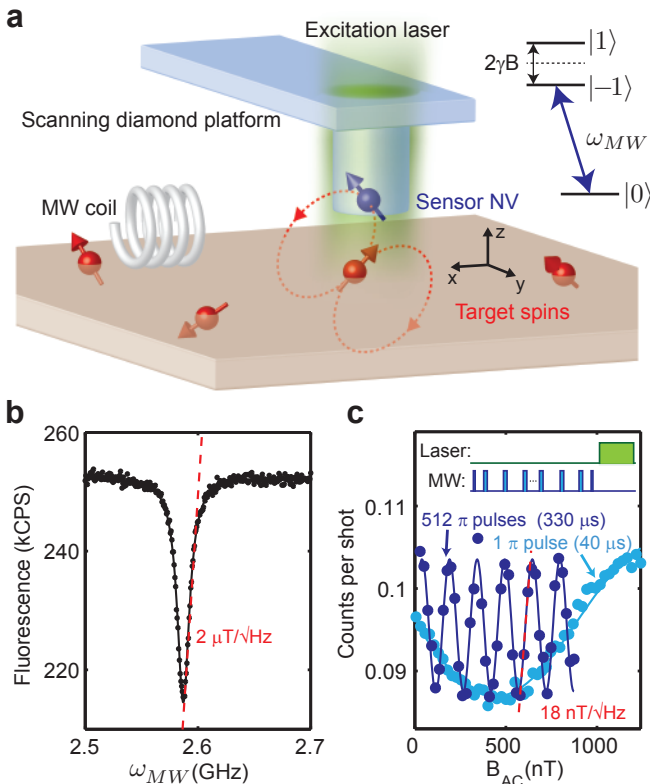 a
Excitation laser
|1⟩
2γB
|−1⟩
Scanning diamond platform
ω_MW
MW coil
Sensor NV
|0⟩
z
x
y
Target spins
b
c
260
250
240
230
220
Fluorescence (kCPS)
2 μT/√Hz
2.5
2.6
2.7
ω_MW (GHz)
Laser:
MW:
...
0.11
512 π pulses (330 μs)
1 π pulse (40 μs)
0.1
0.09
Counts per shot
18 nT/√Hz
0
500
1000
B_AC (nT)